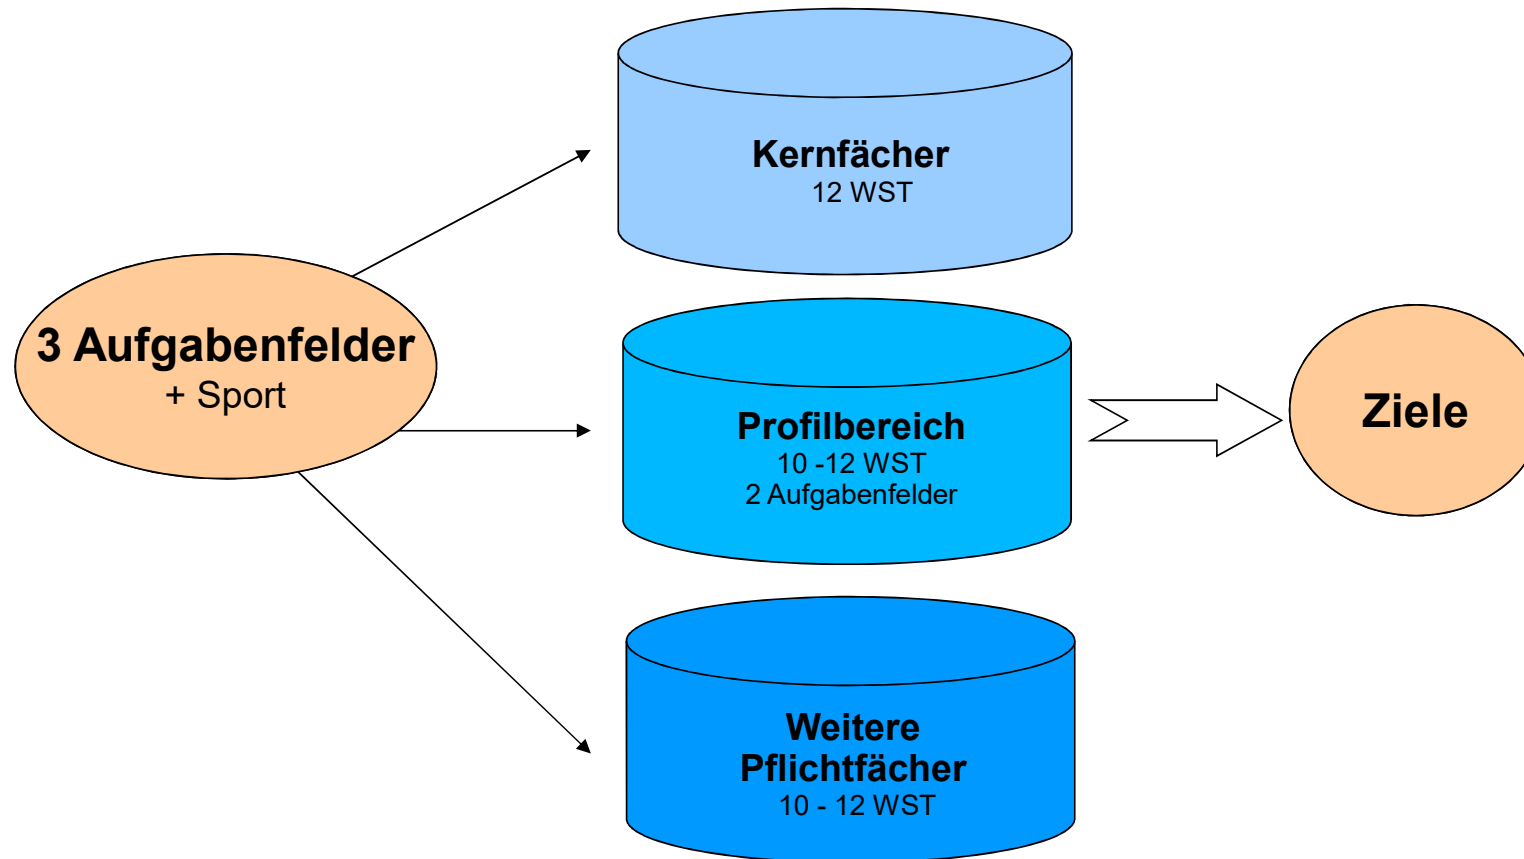 3 Aufgabenfelder
+ Sport
Kernfächer
12 WST
Profilbereich
10 -12 WST
2 Aufgabenfelder
Weitere
Pflichtfächer
10 - 12 WST
Ziele